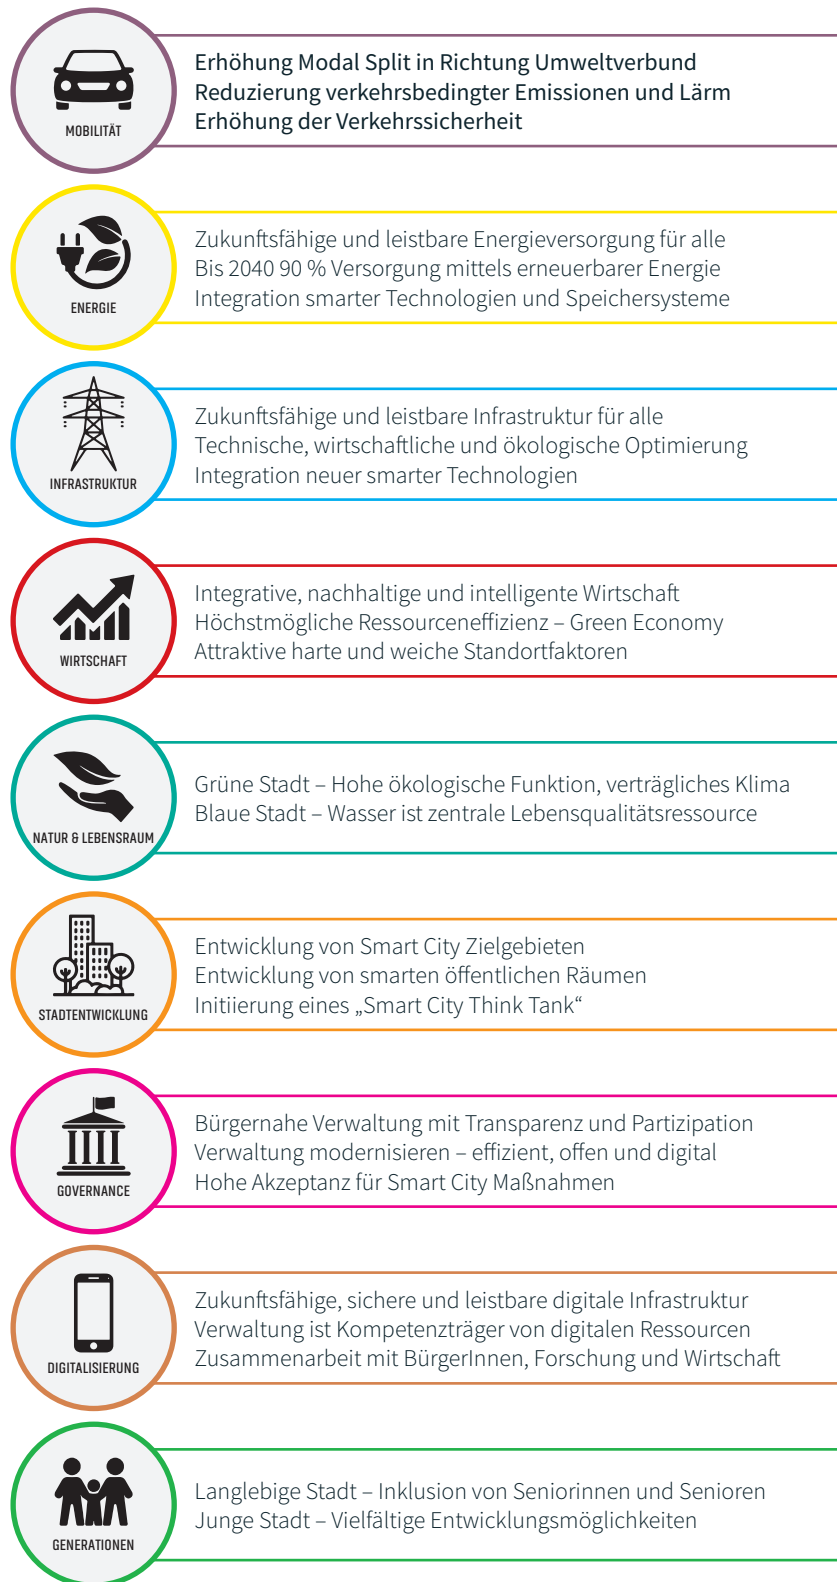 MOBILITÄT
Erhöhung Modal Split in Richtung Umweltverbund
Reduzierung verkehrsbedingter Emissionen und Lärm
Erhöhung der Verkehrssicherheit
ENERGIE
Zukunftsfähige und leistbare Energieversorgung für alle
Bis 2040 90 % Versorgung mittels erneuerbarer Energie
Integration smarter Technologien und Speichersysteme
INFRASTRUKTUR
Zukunftsfähige und leistbare Infrastruktur für alle
Technische, wirtschaftliche und ökologische Optimierung
Integration neuer smarter Technologien
WIRTSCHAFT
Integrative, nachhaltige und intelligente Wirtschaft
Höchstmögliche Ressourceneffizienz – Green Economy
Attraktive harte und weiche Standortfaktoren
NATUR & LEBENSRAUM
Grüne Stadt – Hohe ökologische Funktion, verträgliches Klima
Blaue Stadt – Wasser ist zentrale Lebensqualitätsressource
STADTENTWICKLUNG
Entwicklung von Smart City Zielgebieten
Entwicklung von smarten öffentlichen Räumen
Initiierung eines „Smart City Think Tank“
GOVERNANCE
Bürgernahe Verwaltung mit Transparenz und Partizipation
Verwaltung modernisieren – effizient, offen und digital
Hohe Akzeptanz für Smart City Maßnahmen
DIGITALISIERUNG
Zukunftsfähige, sichere und leistbare digitale Infrastruktur
Verwaltung ist Kompetenzträger von digitalen Ressourcen
Zusammenarbeit mit BürgerInnen, Forschung und Wirtschaft
GENERATIONEN
Langlebige Stadt – Inklusion von Seniorinnen und Senioren
Junge Stadt – Vielfältige Entwicklungsmöglichkeiten